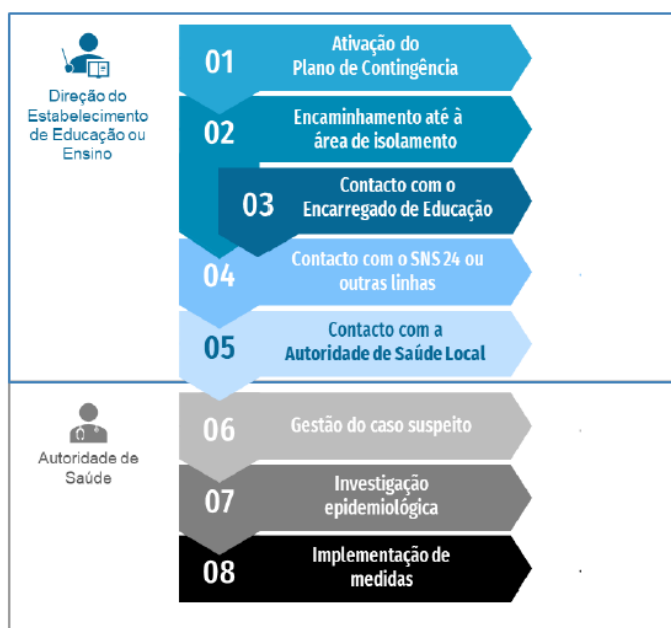 Direção do
Estabelecimento
de Educação ou
Ensino
01
Ativação do
Plano de Contingência
02
Encaminhamento até à
área de isolamento
03
Contacto com o
Encarregado de Educação
04
Contacto com o SNS 24 ou
outras linhas
05
Contacto com a
Autoridade de Saúde Local
Autoridade de
Saúde
06
Gestão do caso suspeito
07
Investigação
epidemiológica
08
Implementação de
medidas